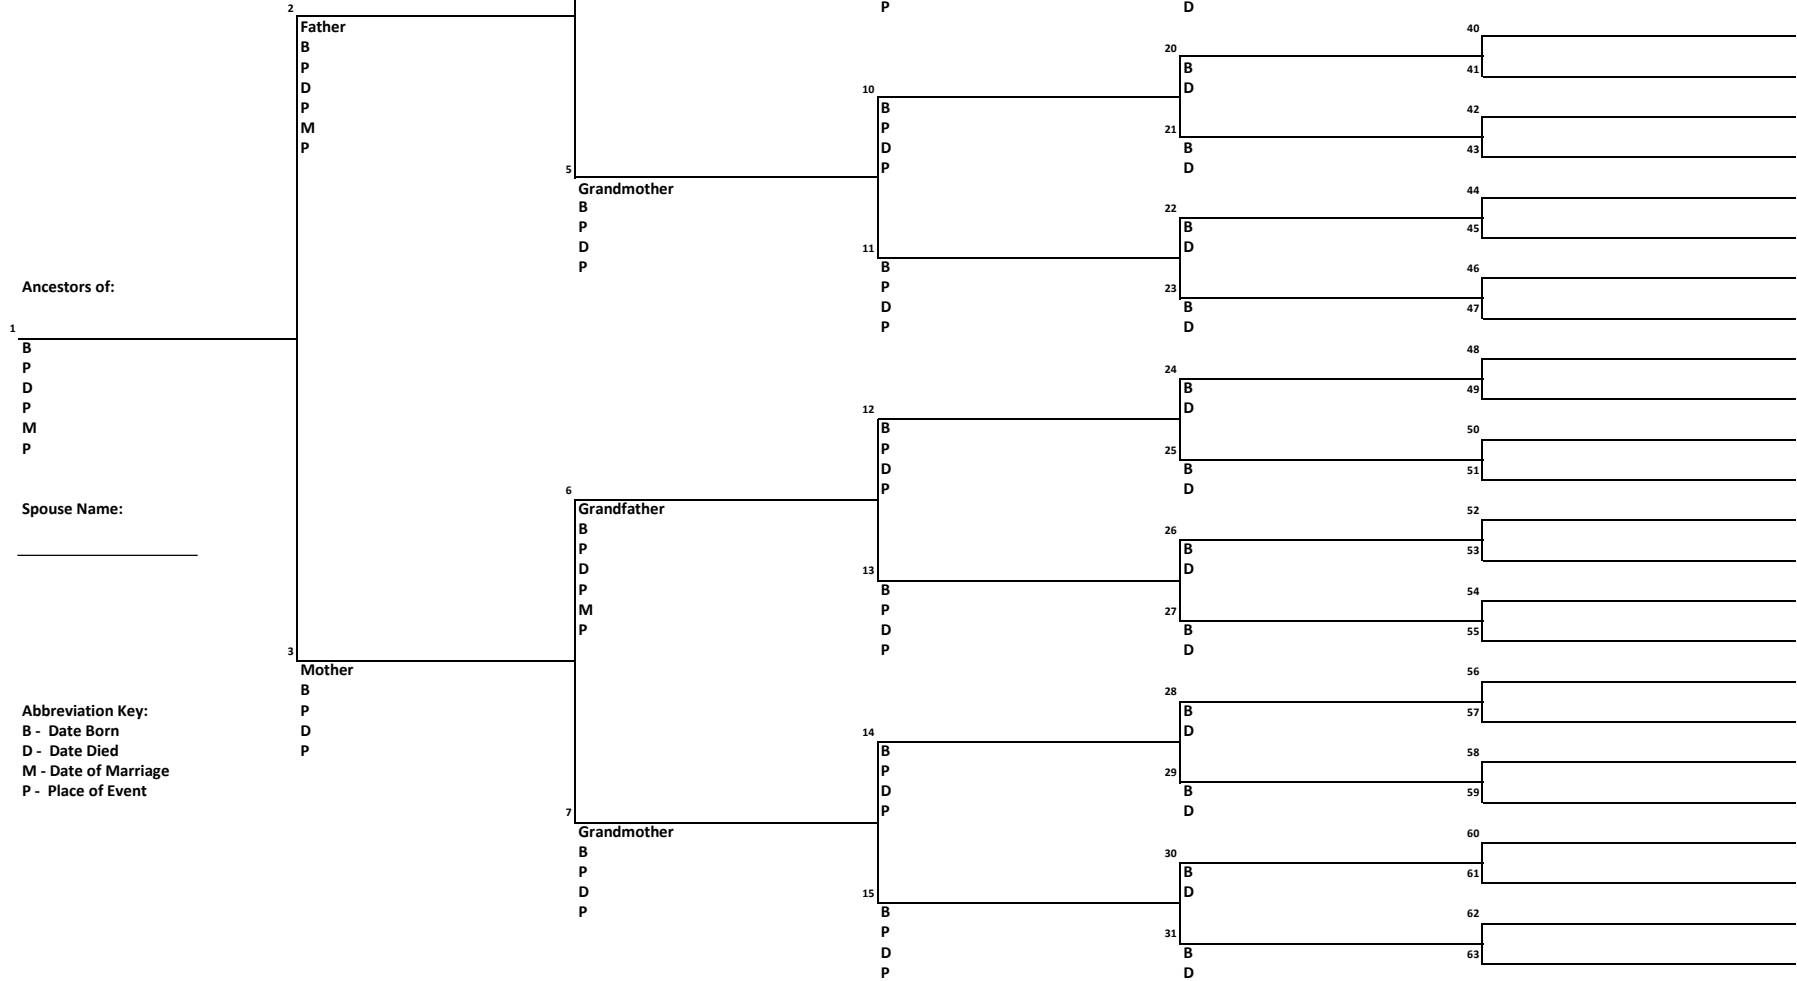 Ancestors of:
1
B
P
D
P
M
P
Spouse Name:
Abbreviation Key:
B - Date Born
D - Date Died
M - Date of Marriage
P - Place of Event
2
Father
B
P
D
P
M
P
3
Mother
B
P
D
P
5
Grandmother
B
P
D
P
6
Grandfather
B
P
D
P
M
P
7
Grandmother
B
P
D
P
P
10
B
P
D
P
11
B
P
D
P
12
B
P
D
P
13
B
P
D
P
14
B
P
D
P
15
B
P
D
P
D
20
B
D
21
B
D
22
B
D
23
B
D
24
B
D
25
B
D
26
B
D
27
B
D
28
B
D
29
B
D
30
B
D
31
B
D
40
41
42
43
44
45
46
47
48
49
50
51
52
53
54
55
56
57
58
59
60
61
62
63